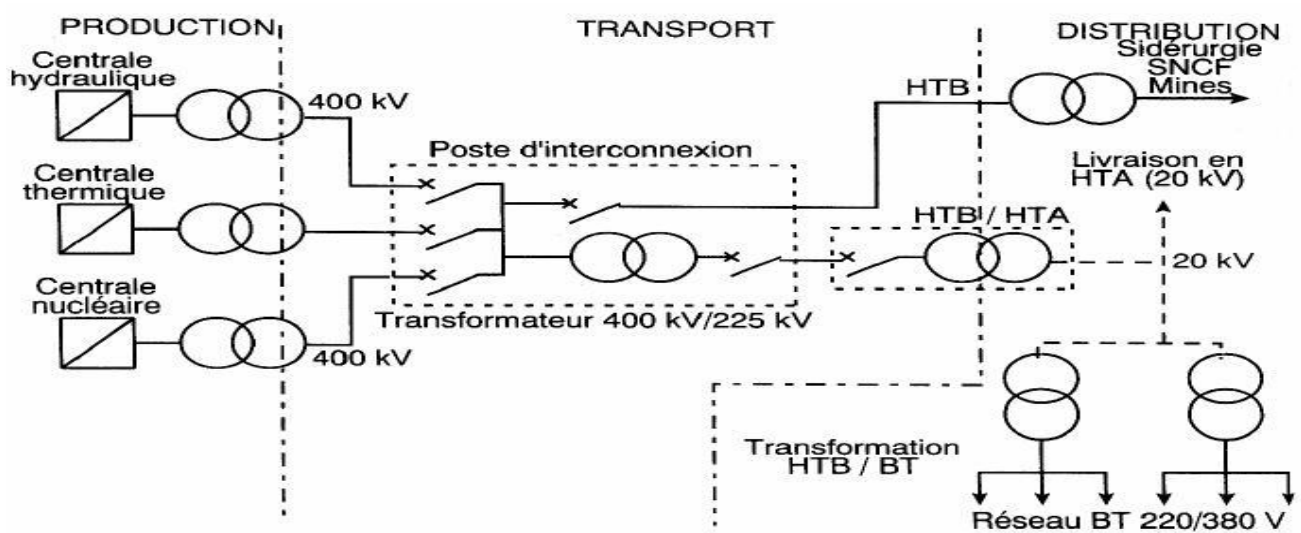 PRODUCTION
TRANSPORT
DISTRIBUTION
Centrale
hydraulique
400 kV
HTB
Sidérurgie
SNCF
Mines
Poste d'interconnexion
Centrale
thermique
Livraison en
HTA (20 kV)
HTB / HTA
20 kV
Centrale
nucléaire
400 kV
Transformateur 400 kV/225 kV
Transformation
HTB / BT
Réseau BT 220/380 V